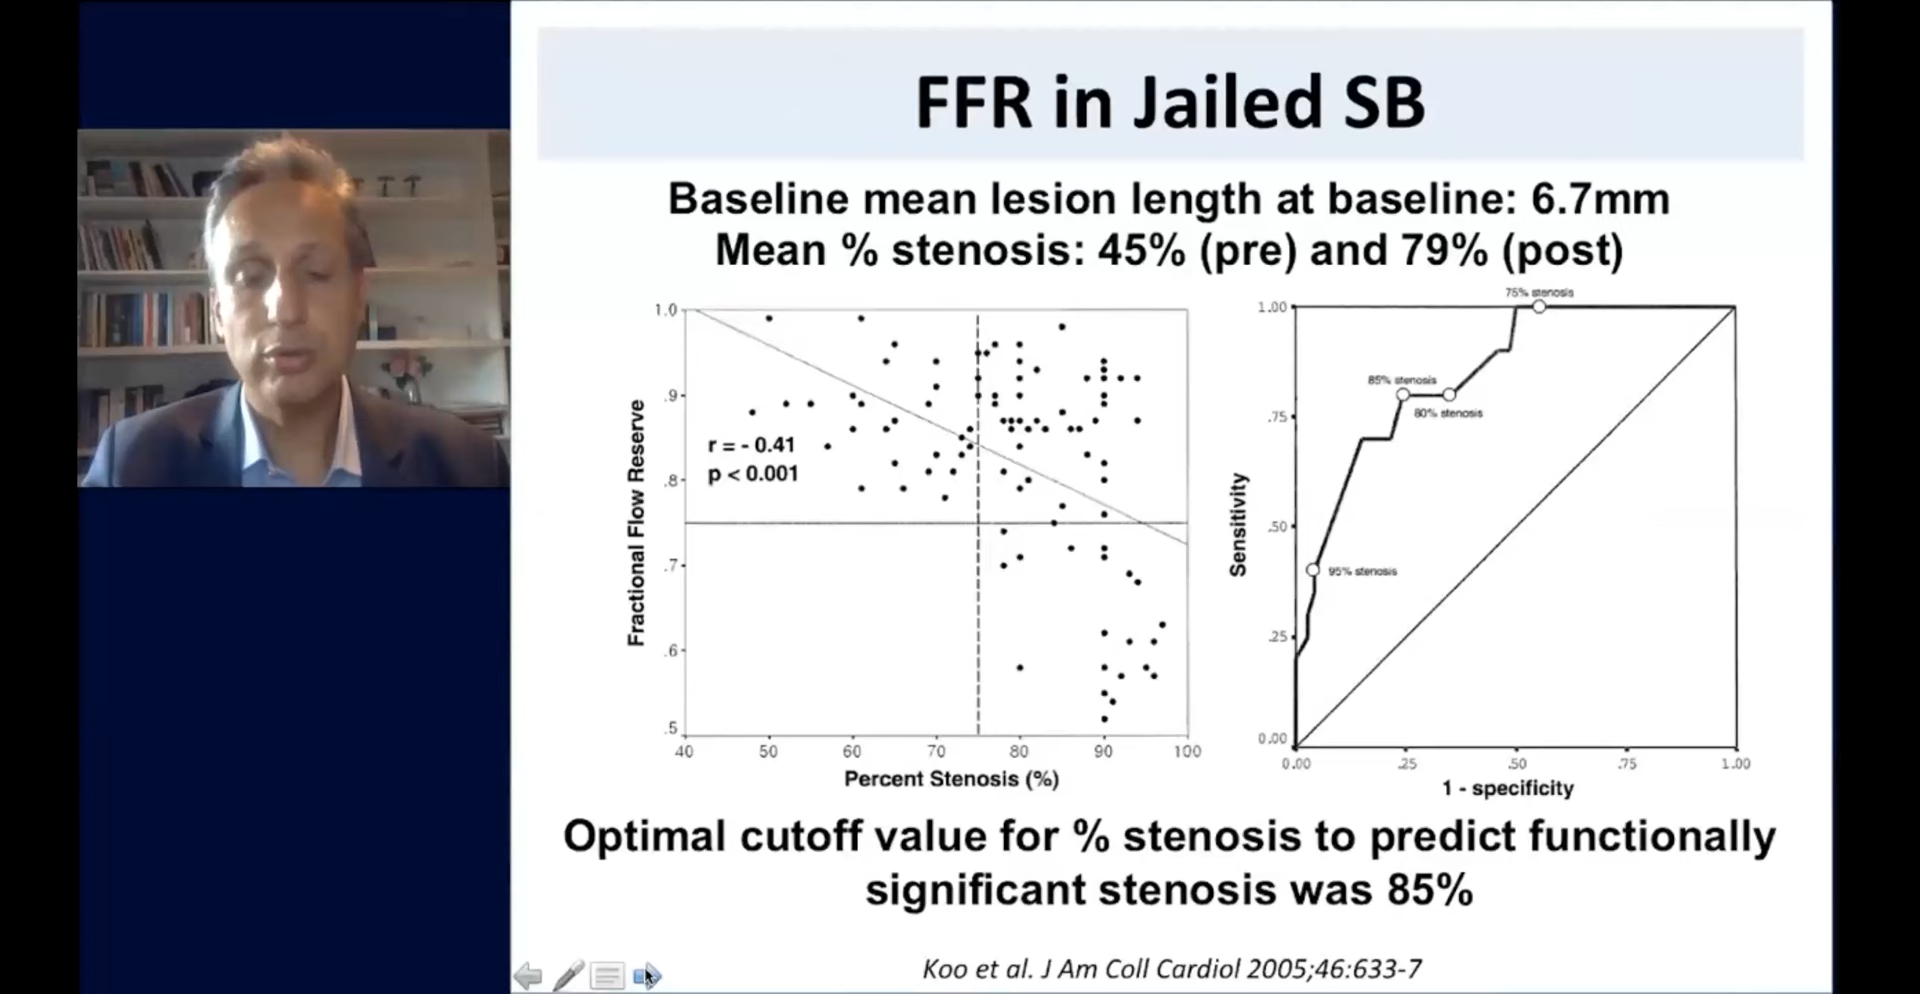 FFR in Jailed SB
Baseline mean lesion length at baseline: 6.7mm
Mean % stenosis: 45% (pre) and 79% (post)
1.0
.9
.8
.7
.6
.5
40 50 60 70 80 90 100
Fractional Flow Reserve
Percent Stenosis (%)
r = - 0.41
p < 0.001
75% stenosis
85% stenosis
80% stenosis
95% stenosis
1.00
.75
.50
.25
0.00
0.00 .25 .50 .75 1.00
Sensitivity
1 - specificity
Optimal cutoff value for % stenosis to predict functionally
significant stenosis was 85%
Koo et al. J Am Coll Cardiol 2005;46:633-7